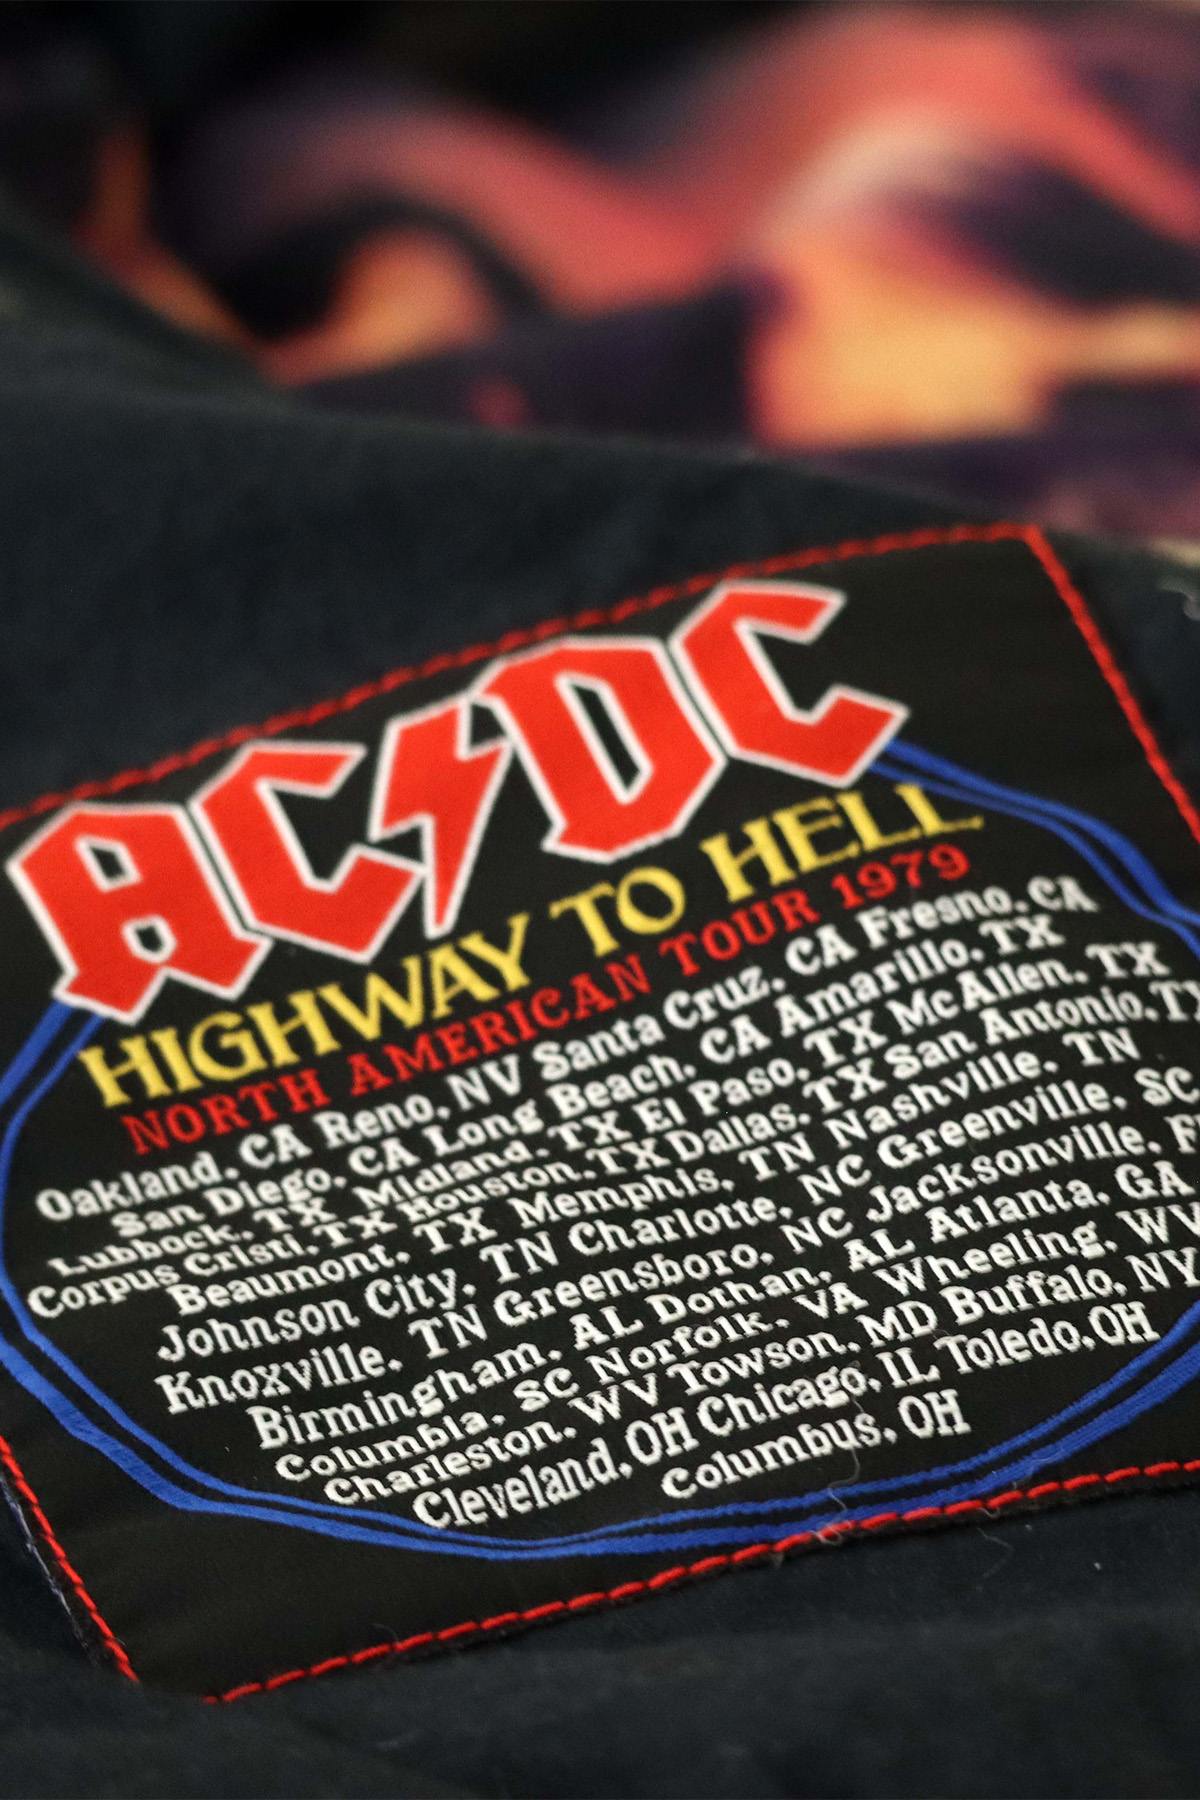 AC/DC
HIGHWAY TO HELL
NORTH AMERICAN TOUR 1979
Oakland, CA Reno, NV Santa Cruz, CA Fresno, CA
San Diego, CA Long Beach, CA Amarillo, TX
Lubbock, TX Midland, TX El Paso, TX McAllen, TX
Corpus Cristi, TX Houston, TX Dallas, TX San Antonio, TX
Beaumont, TX Memphis, TN Nashville, TN
Johnson City, TN Charlotte, NC Greenville, SC
Knoxville, TN Greensboro, NC Jacksonville, F
Birmingham, AL Dothan, AL Atlanta, GA
Columbia, SC Norfolk, VA Wheeling, WV
Charleston, WV Towson, MD Buffalo, NY
Cleveland, OH Chicago, IL Toledo, OH
Columbus, OH